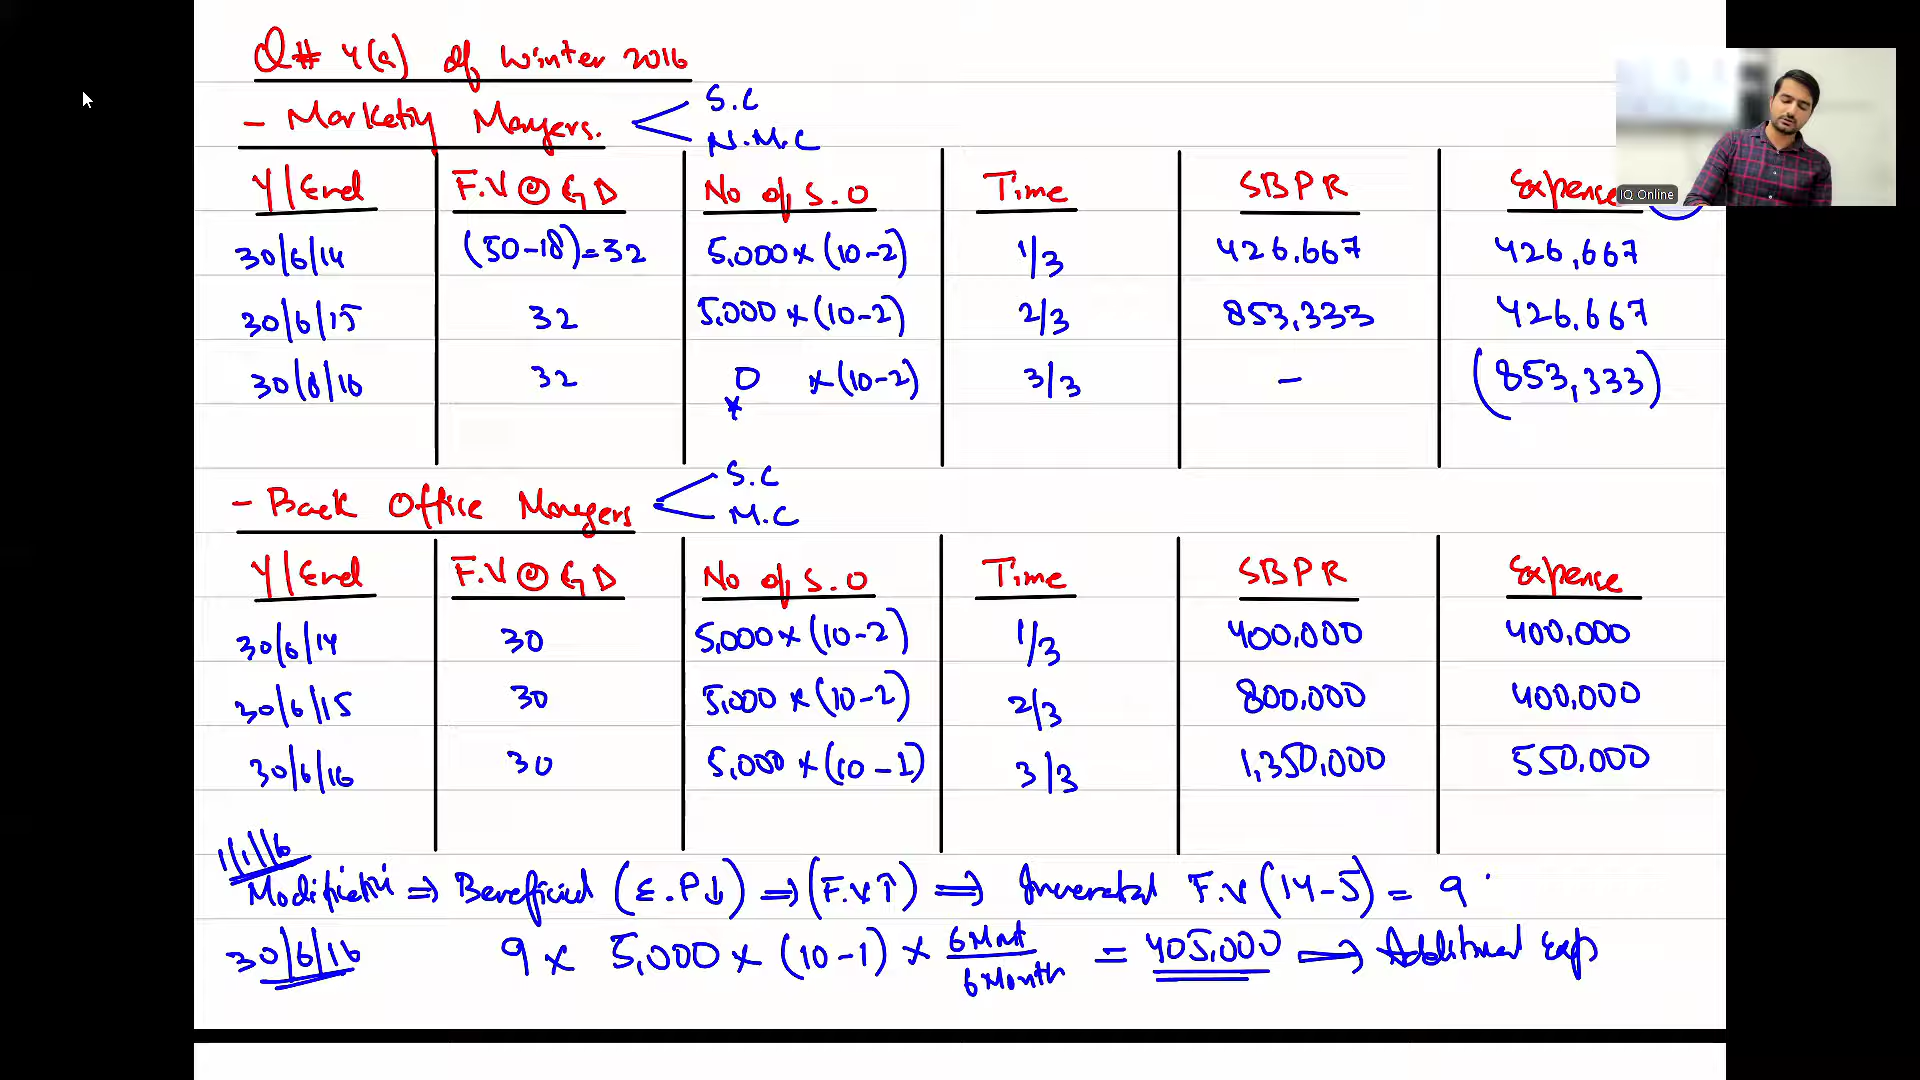 Q# 4(a) of Winter 2016
- Marketing Mangers.
S.C
N.M.C
Y/End F.V @ G D No of S.O Time SBPR Expense
IQ Online
30/6/14 (50-18)=32 5,000 x (10-2) 1/3 426,667 426,667
30/6/15 32 5,000 x (10-2) 2/3 853,333 426,667
30/6/16 32 0 x (10-2) 3/3 - (853,333)
*
- Back Office Mangers
S.C
M.C
Y/End F.V @ G D No of S.O Time SBPR Expense
30/6/14 30 5,000 x (10-2) 1/3 400,000 400,000
30/6/15 30 5,000 x (10-2) 2/3 800,000 400,000
30/6/16 30 5,000 x (10-1) 3/3 1,350,000 550,000
1/1/16
Modification ⇒ Beneficial (E.P↓) ⇒ (F.V↑) ⇒ Incremental F.V (14-5) = 9
30/6/16 9 x 5,000 x (10-1) x 6 Mont / 6 Month = 405,000 ⇒ Additional Exp